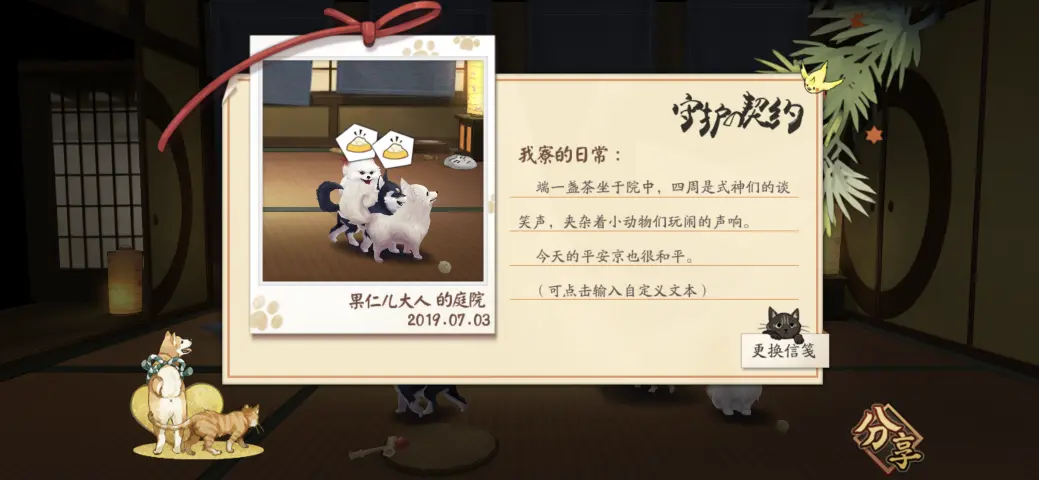 守护的契约
我寮的日常：
端一盏茶坐于院中，四周是式神们的谈
笑声，夹杂着小动物们玩闹的声响。
今天的平安京也很和平。
（可点击输入自定义文本）
果仁儿大人 的庭院
2019.07.03
更换信笺
分享